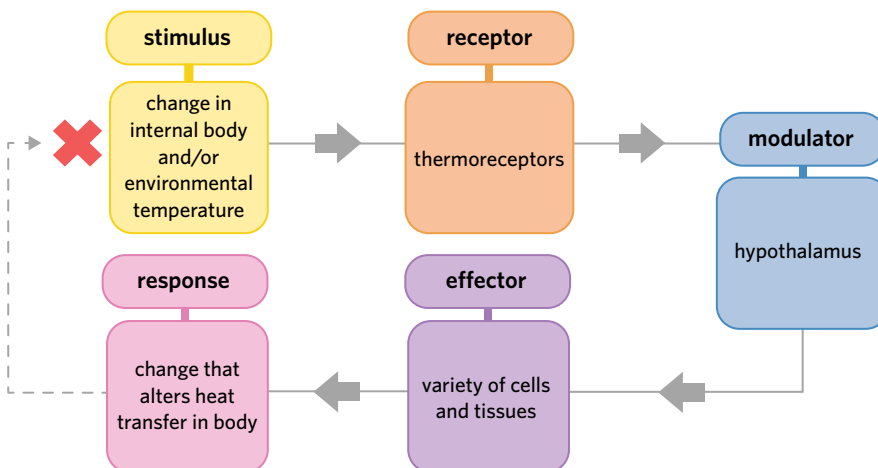 stimulus
change in
internal body
and/or
environmental
temperature
receptor
thermoreceptors
modulator
hypothalamus
effector
variety of cells
and tissues
response
change that
alters heat
transfer in body